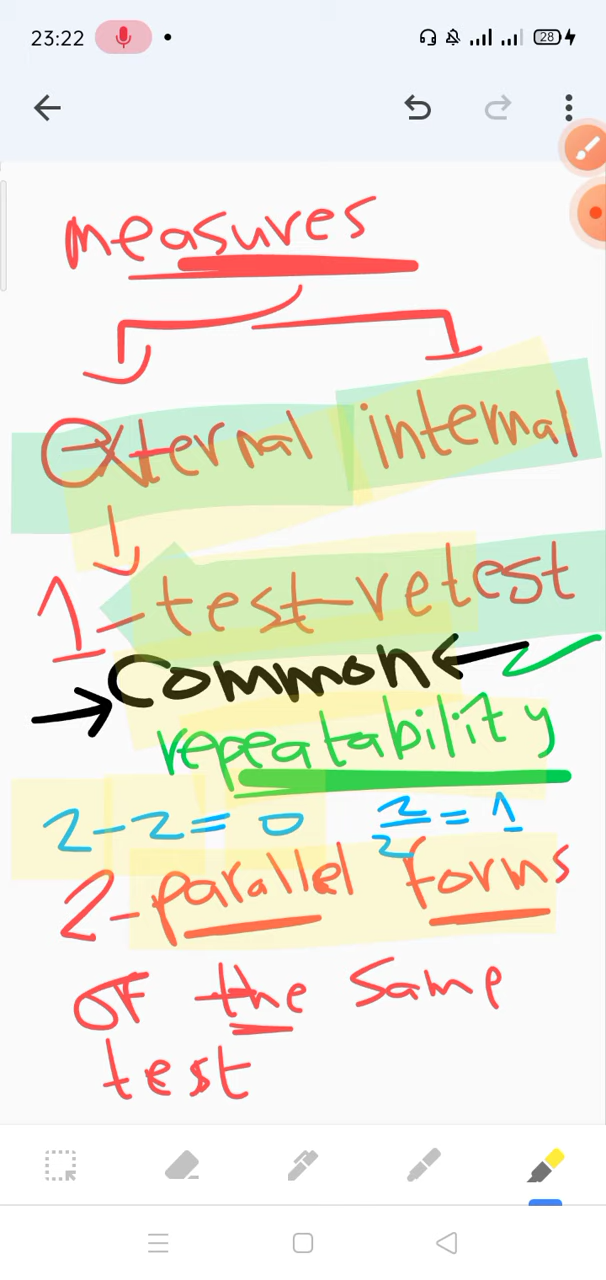 23:22
28
measures
external internal
1-test-retest
Common
repeatability
2-2=0 2/2=1
2-parallel forms
of the same
test